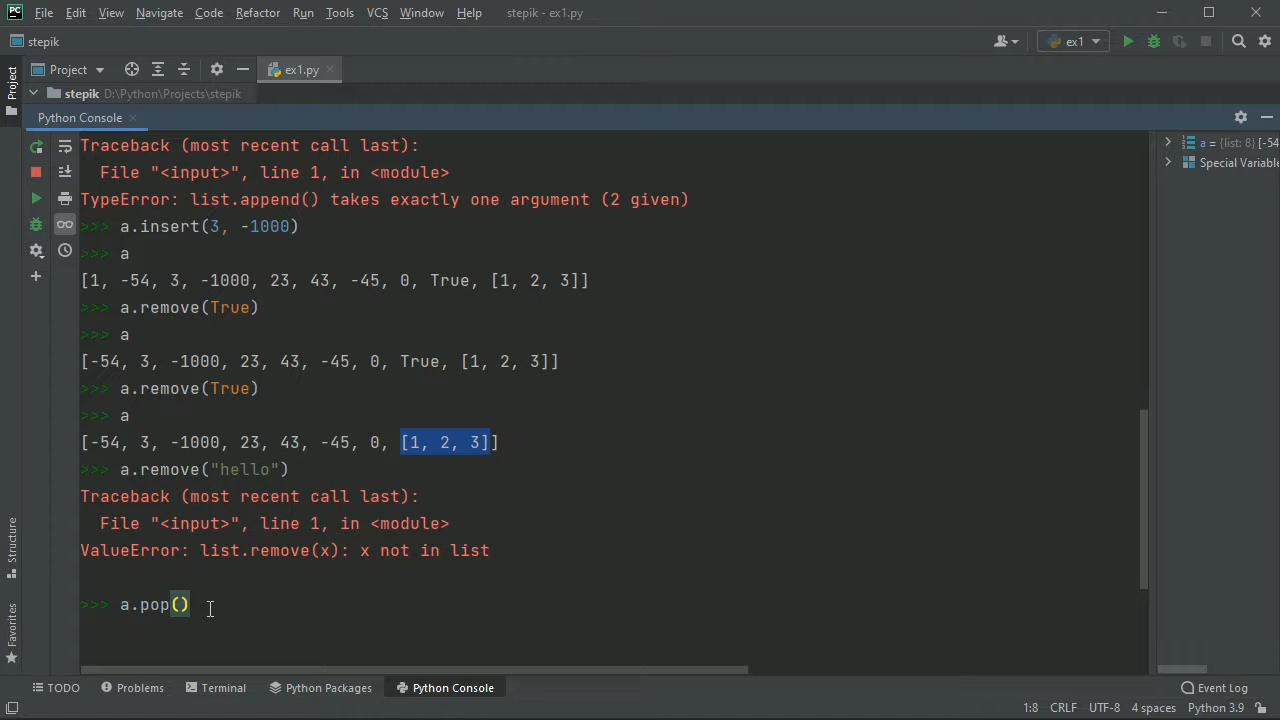 PC File Edit View Navigate Code Refactor Run Tools VCS Window Help stepik - ex1.py
stepik ex1
Project Project ex1.py
stepik D:\Python\Projects\stepik
Python Console
Traceback (most recent call last):
File "<input>", line 1, in <module>
TypeError: list.append() takes exactly one argument (2 given)
>>> a.insert(3, -1000)
>>> a
[1, -54, 3, -1000, 23, 43, -45, 0, True, [1, 2, 3]]
>>> a.remove(True)
>>> a
[-54, 3, -1000, 23, 43, -45, 0, True, [1, 2, 3]]
>>> a.remove(True)
>>> a
[-54, 3, -1000, 23, 43, -45, 0, [1, 2, 3]]
>>> a.remove("hello")
Traceback (most recent call last):
File "<input>", line 1, in <module>
ValueError: list.remove(x): x not in list
>>> a.pop()
a = {list: 8} [-54
Special Variable
Structure
Favorites
TODO Problems Terminal Python Packages Python Console Event Log
1:8 CRLF UTF-8 4 spaces Python 3.9